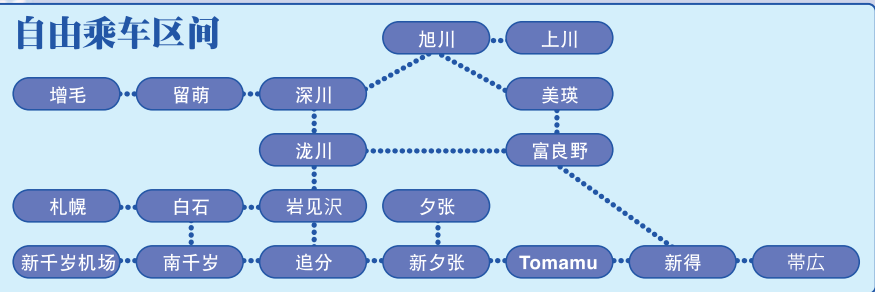 自由乘车区间
旭川 上川
增毛 留萌 深川 美瑛
泷川 富良野
札幌 白石 岩见沢 夕张
新千岁机场 南千岁 追分 新夕张 Tomamu 新得 帯広